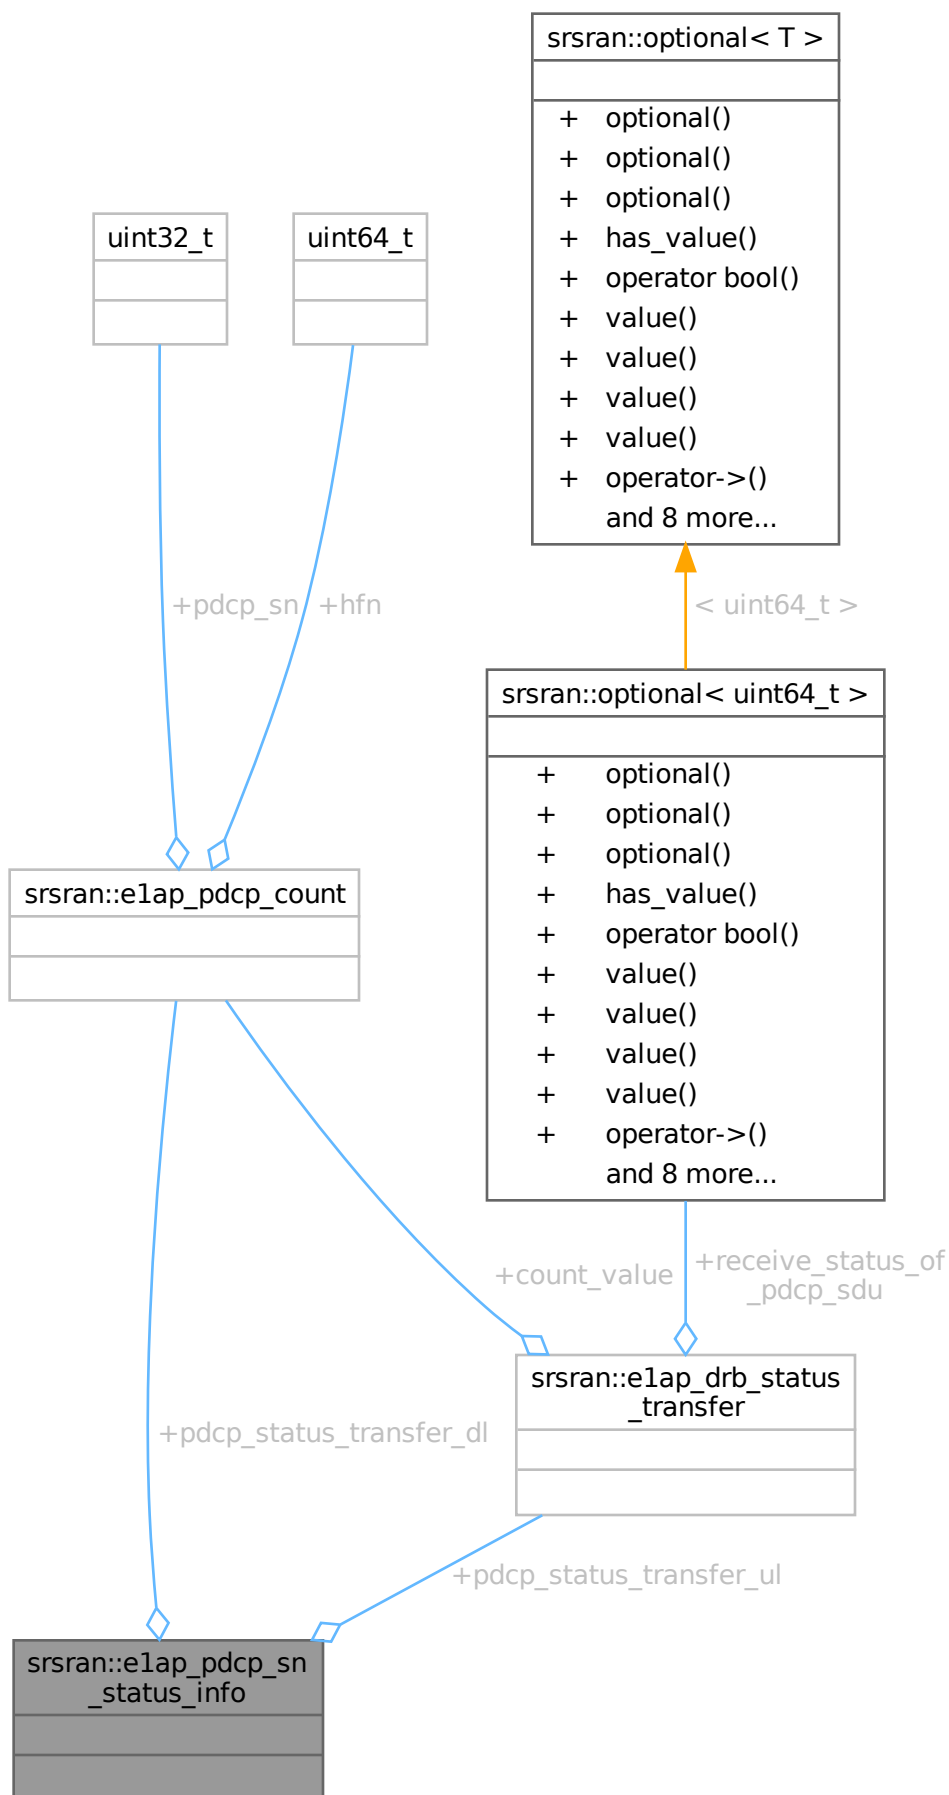 srsran::optional< T >
+ optional()
+ optional()
+ optional()
+ has_value()
+ operator bool()
+ value()
+ value()
+ value()
+ value()
+ operator->()
and 8 more...
uint32_t
uint64_t
+pdcp_sn
+hfn
< uint64_t >
srsran::optional< uint64_t >
+ optional()
+ optional()
+ optional()
+ has_value()
+ operator bool()
+ value()
+ value()
+ value()
+ value()
+ operator->()
and 8 more...
srsran::e1ap_pdcp_count
+count_value
+receive_status_of
_pdcp_sdu
srsran::e1ap_drb_status
_transfer
+pdcp_status_transfer_dl
+pdcp_status_transfer_ul
srsran::e1ap_pdcp_sn
_status_info